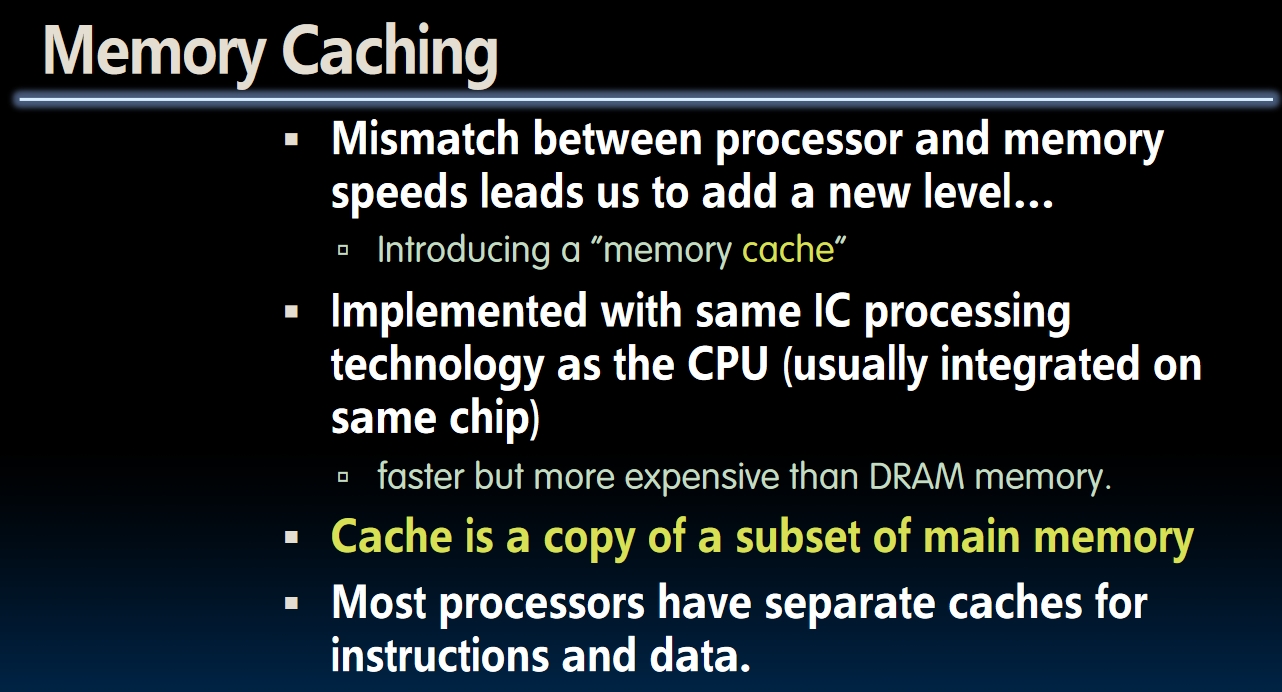 Memory Caching
▪ Mismatch between processor and memory
speeds leads us to add a new level…
▫ Introducing a “memory cache”
▪ Implemented with same IC processing
technology as the CPU (usually integrated on
same chip)
▫ faster but more expensive than DRAM memory.
▪ Cache is a copy of a subset of main memory
▪ Most processors have separate caches for
instructions and data.